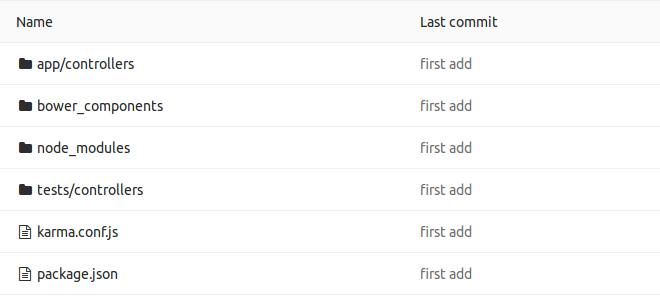 Name Last commit
app/controllers first add
bower_components first add
node_modules first add
tests/controllers first add
karma.conf.js first add
package.json first add